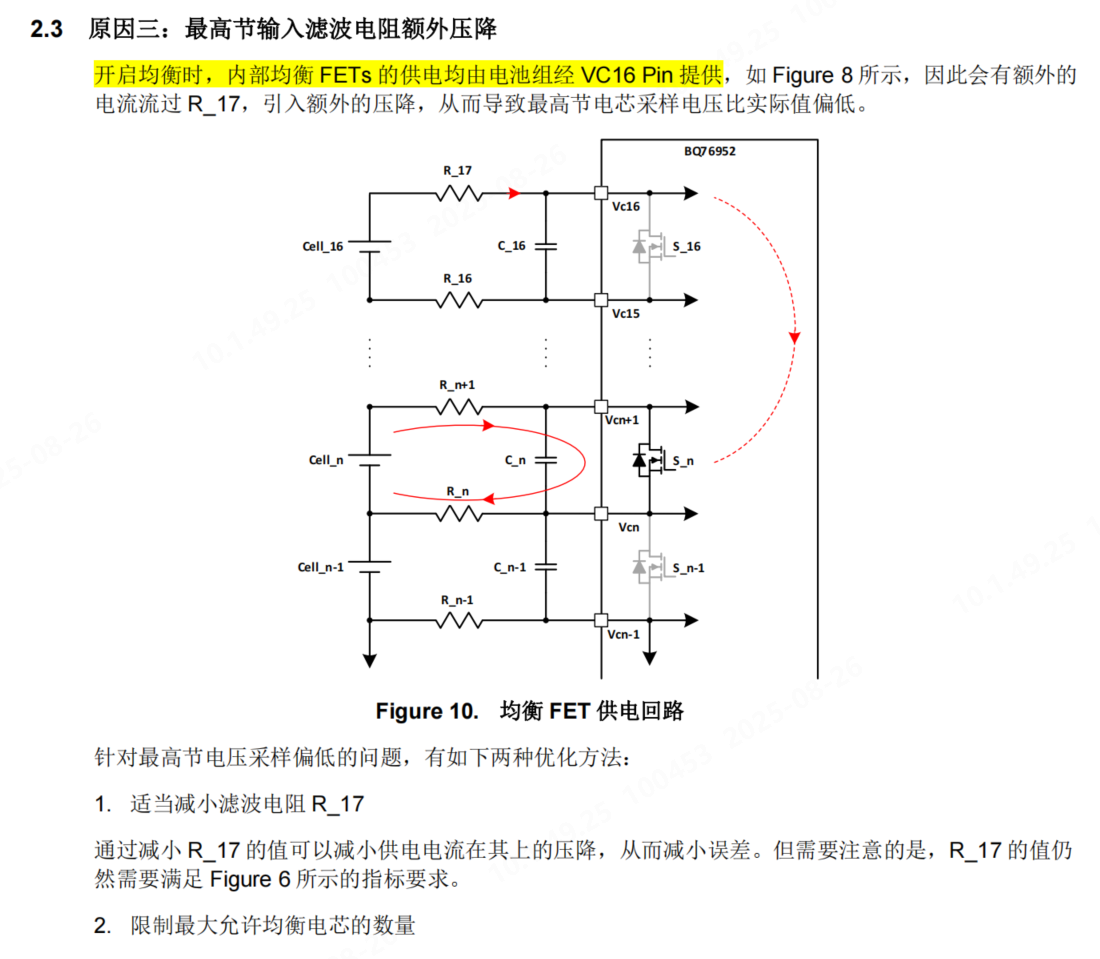 2.3 原因三：最高节输入滤波电阻额外压降
开启均衡时，内部均衡 FETs 的供电均由电池组经 VC16 Pin 提供，如 Figure 8 所示，因此会有额外的
电流流过 R_17，引入额外的压降，从而导致最高节电芯采样电压比实际值偏低。
BQ76952
R_17
Vc16
Cell_16
C_16
S_16
R_16
Vc15
R_n+1
Vcn+1
Cell_n
C_n
S_n
R_n
Vcn
Cell_n-1
C_n-1
S_n-1
R_n-1
Vcn-1
Figure 10. 均衡 FET 供电回路
针对最高节电压采样偏低的问题，有如下两种优化方法：
1. 适当减小滤波电阻 R_17
通过减小 R_17 的值可以减小供电电流在其上的压降，从而减小误差。但需要注意的是，R_17 的值仍
然需要满足 Figure 6 所示的指标要求。
2. 限制最大允许均衡电芯的数量
10.1.49.25 100453 2025-08-26